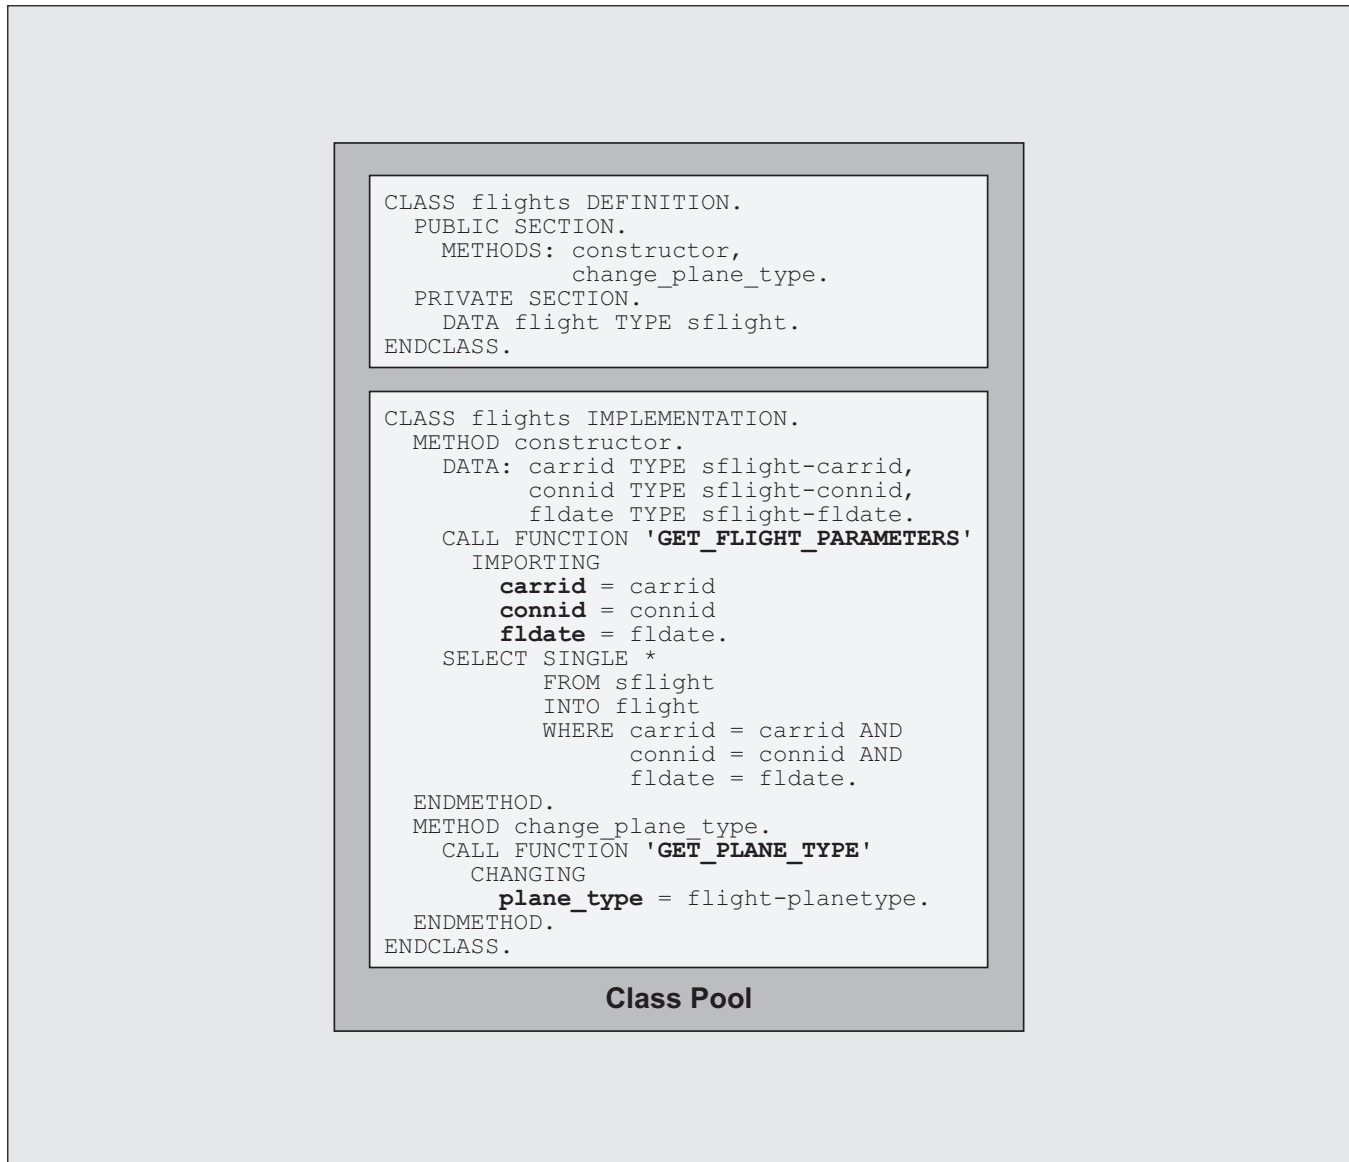 CLASS flights DEFINITION.
  PUBLIC SECTION.
    METHODS: constructor,
             change_plane_type.
  PRIVATE SECTION.
    DATA flight TYPE sflight.
ENDCLASS.
CLASS flights IMPLEMENTATION.
  METHOD constructor.
    DATA: carrid TYPE sflight-carrid,
          connid TYPE sflight-connid,
          fldate TYPE sflight-fldate.
    CALL FUNCTION 'GET_FLIGHT_PARAMETERS'
      IMPORTING
        carrid = carrid
        connid = connid
        fldate = fldate.
    SELECT SINGLE *
           FROM sflight
           INTO flight
           WHERE carrid = carrid AND
                 connid = connid AND
                 fldate = fldate.
  ENDMETHOD.
  METHOD change_plane_type.
    CALL FUNCTION 'GET_PLANE_TYPE'
      CHANGING
        plane_type = flight-planetype.
  ENDMETHOD.
ENDCLASS.
Class Pool